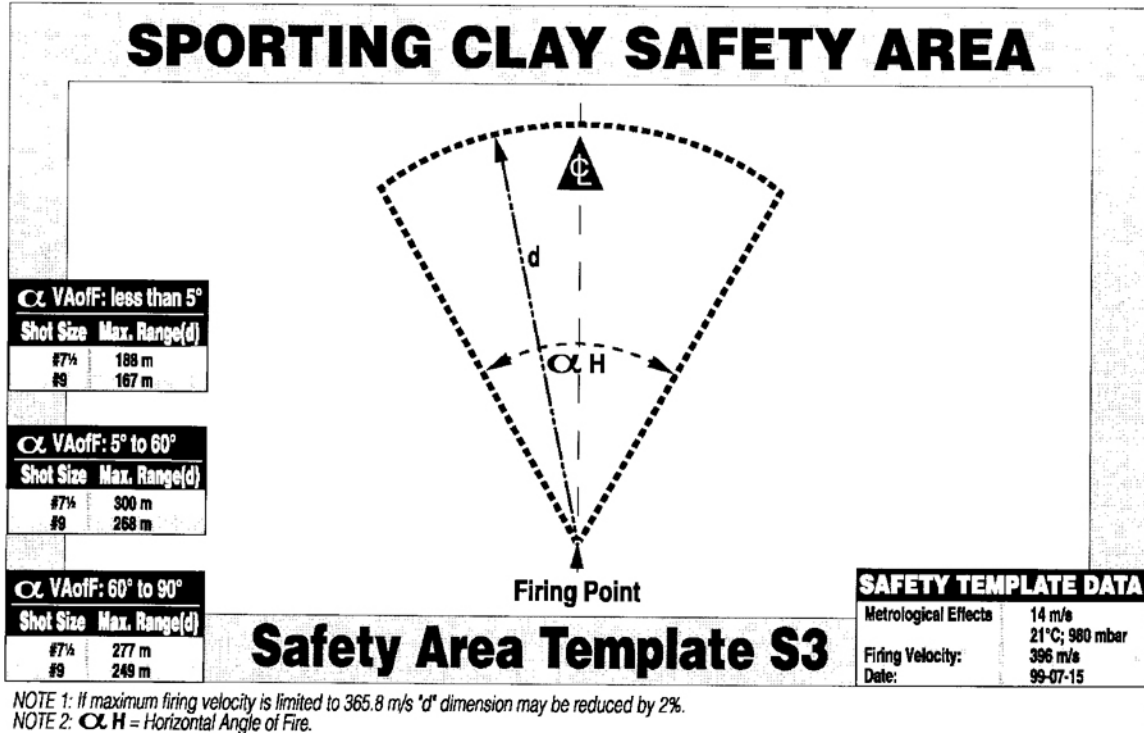 SPORTING CLAY SAFETY AREA
℄
d
α H
Firing Point
α VAofF: less than 5°
Shot Size Max. Range(d)
#7½ 188 m
#9 167 m
α VAofF: 5° to 60°
Shot Size Max. Range(d)
#7½ 300 m
#9 268 m
α VAofF: 60° to 90°
Shot Size Max. Range(d)
#7½ 277 m
#9 249 m
Safety Area Template S3
SAFETY TEMPLATE DATA
Metrological Effects 14 m/s
21°C; 980 mbar
Firing Velocity: 396 m/s
Date: 99-07-15
NOTE 1: If maximum firing velocity is limited to 365.8 m/s "d" dimension may be reduced by 2%.
NOTE 2: α H = Horizontal Angle of Fire.